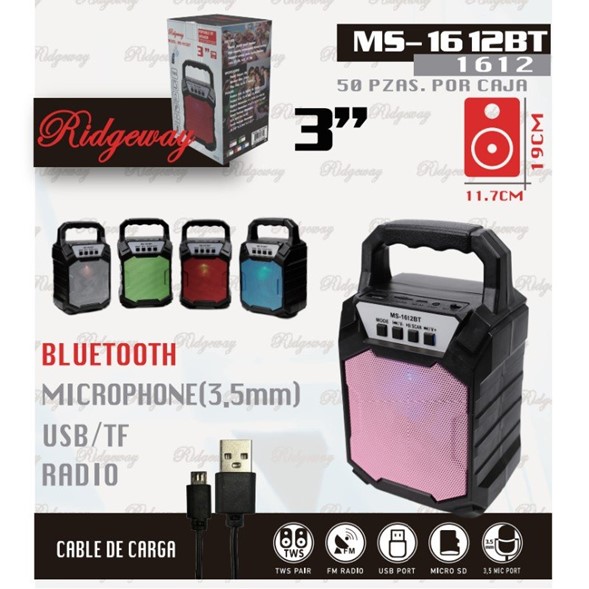 Ridgeway
Ridgeway
3"
MS-1612BT
1612
50 PZAS. POR CAJA
3"
19CM
11.7CM
MS-1612BT
MODE
BLUETOOTH
MICROPHONE(3.5mm)
USB/TF
RADIO
CABLE DE CARGA
TWS
FM
3.5
TWS PAIR
FM RADIO
USB PORT
MICRO SD
3,5 MIC PORT